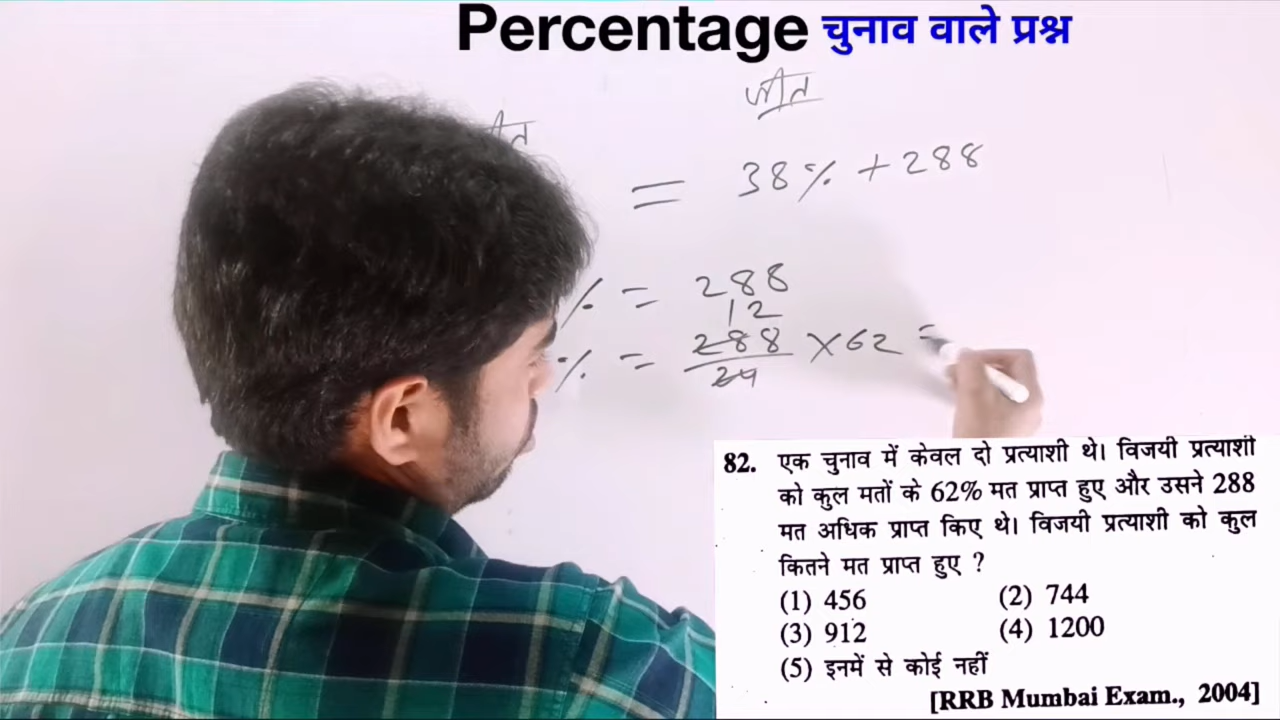 Percentage चुनाव वाले प्रश्न
जीत
= 38% + 288
% = 288
12
% = 288 × 62 =
24
82. एक चुनाव में केवल दो प्रत्याशी थे। विजयी प्रत्याशी
को कुल मतों के 62% मत प्राप्त हुए और उसने 288
मत अधिक प्राप्त किए थे। विजयी प्रत्याशी को कुल
कितने मत प्राप्त हुए ?
(1) 456 (2) 744
(3) 912 (4) 1200
(5) इनमें से कोई नहीं
[RRB Mumbai Exam., 2004]